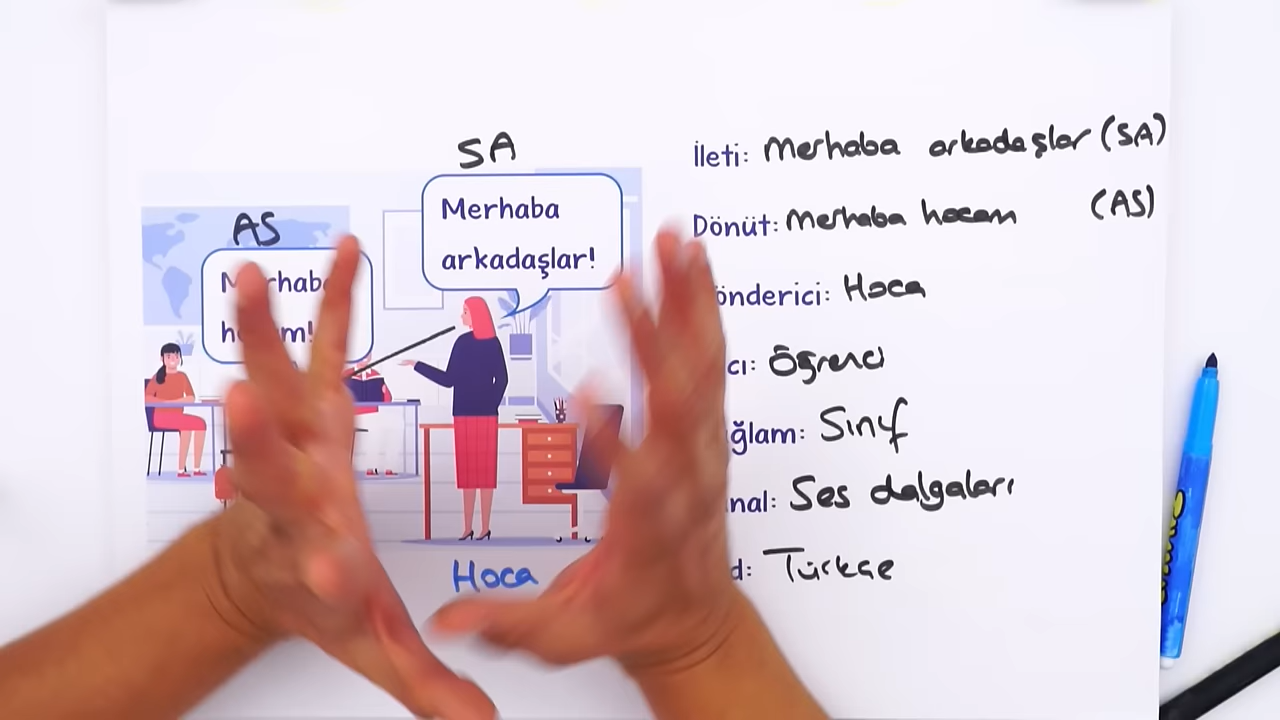 SA
Merhaba
arkadaşlar!
AS
İleti: Merhaba arkadaşlar (SA)
Dönüt: Merhaba hocam (AS)
önderici: Hoca
cı: Öğrenci
ğlam: Sınıf
nal: Ses dalgaları
d: Türkçe
Hoca